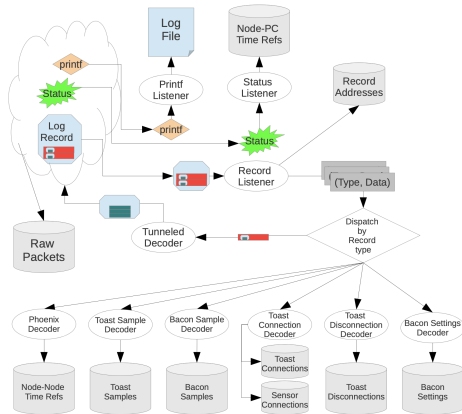 Log
File
Node-PC
Time Refs
printf
Printf
Listener
Status
Listener
Record
Addresses
Status
Log
Record
printf
Status
Record
Listener
(Type, Data)
Raw
Packets
Tunneled
Decoder
Dispatch
by
Record
type
Phoenix
Decoder
Toast Sample
Decoder
Bacon Sample
Decoder
Toast
Connection
Decoder
Toast
Disconnection
Decoder
Bacon Settings
Decoder
Node-Node
Time Refs
Toast
Samples
Bacon
Samples
Toast
Connections
Sensor
Connections
Toast
Disconnections
Bacon
Settings